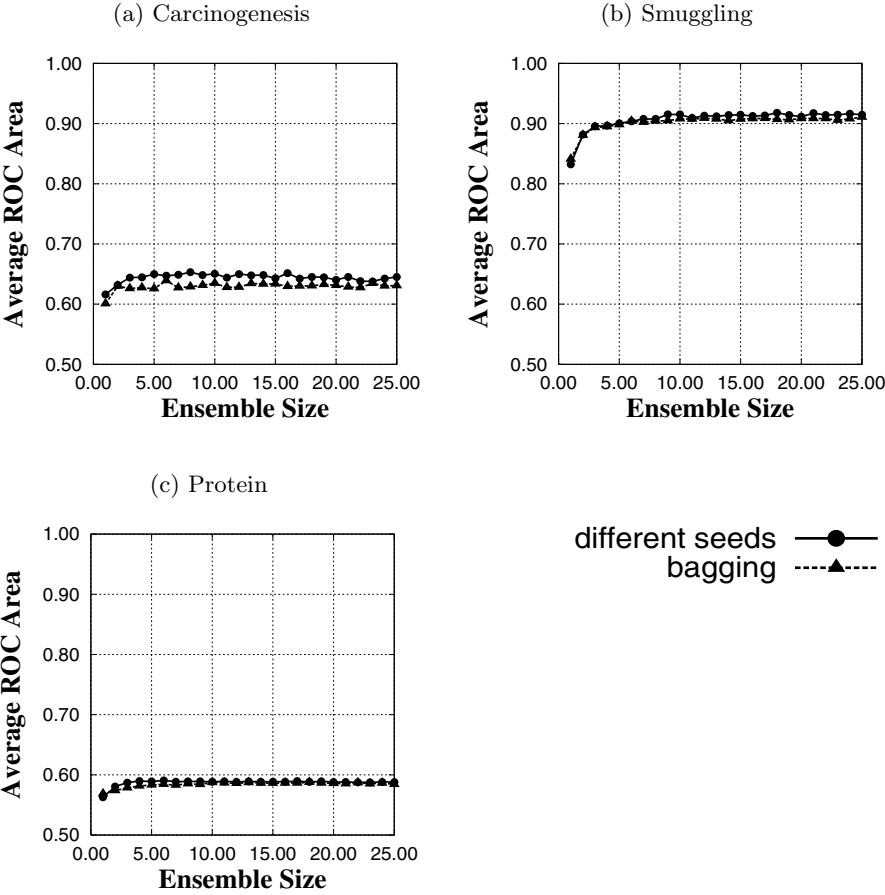 (a) Carcinogenesis
1.00
0.90
0.80
0.70
0.60
0.50
Average ROC Area
0.00 5.00 10.00 15.00 20.00 25.00
Ensemble Size
(b) Smuggling
1.00
0.90
0.80
0.70
0.60
0.50
Average ROC Area
0.00 5.00 10.00 15.00 20.00 25.00
Ensemble Size
(c) Protein
1.00
0.90
0.80
0.70
0.60
0.50
Average ROC Area
0.00 5.00 10.00 15.00 20.00 25.00
Ensemble Size
different seeds
bagging